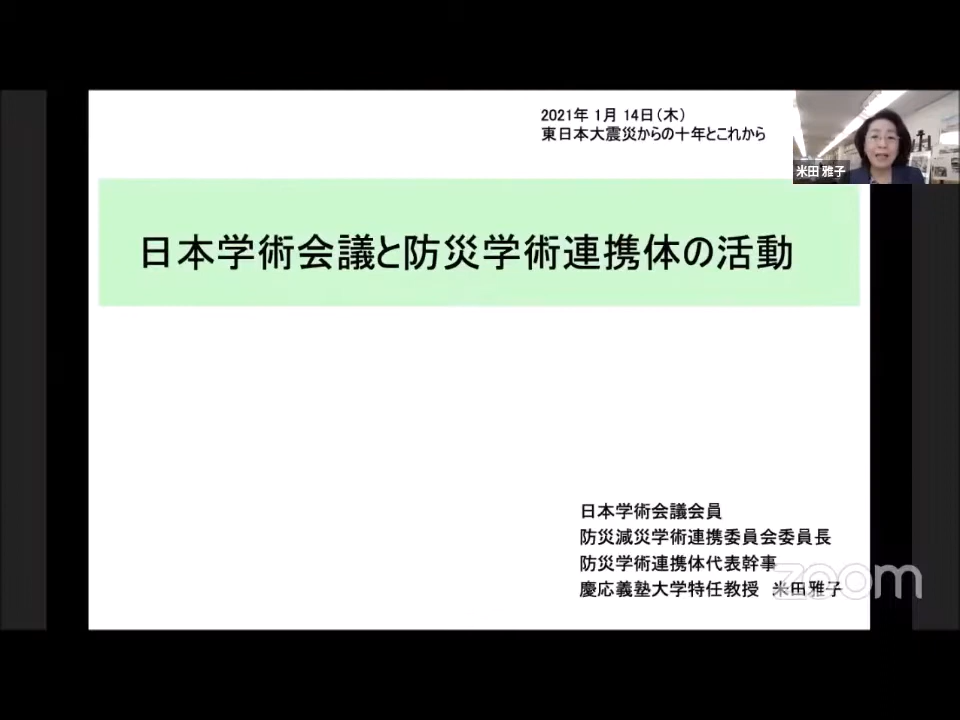 2021年 1月 14日(木)
東日本大震災からの十年とこれから
米田 雅子
日本学術会議と防災学術連携体の活動
日本学術会議会員
防災減災学術連携委員会委員長
防災学術連携体代表幹事
慶応義塾大学特任教授 米田雅子
zoom